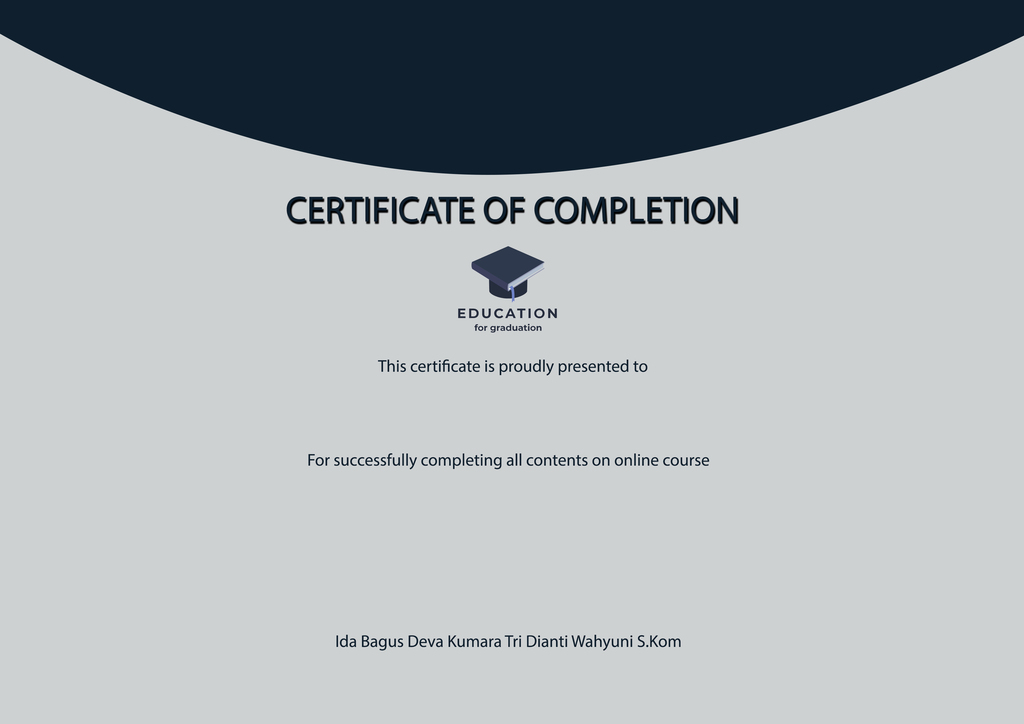 CERTIFICATE OF COMPLETION
EDUCATION
for graduation
This certificate is proudly presented to
For successfully completing all contents on online course
Ida Bagus Deva Kumara Tri Dianti Wahyuni S.Kom